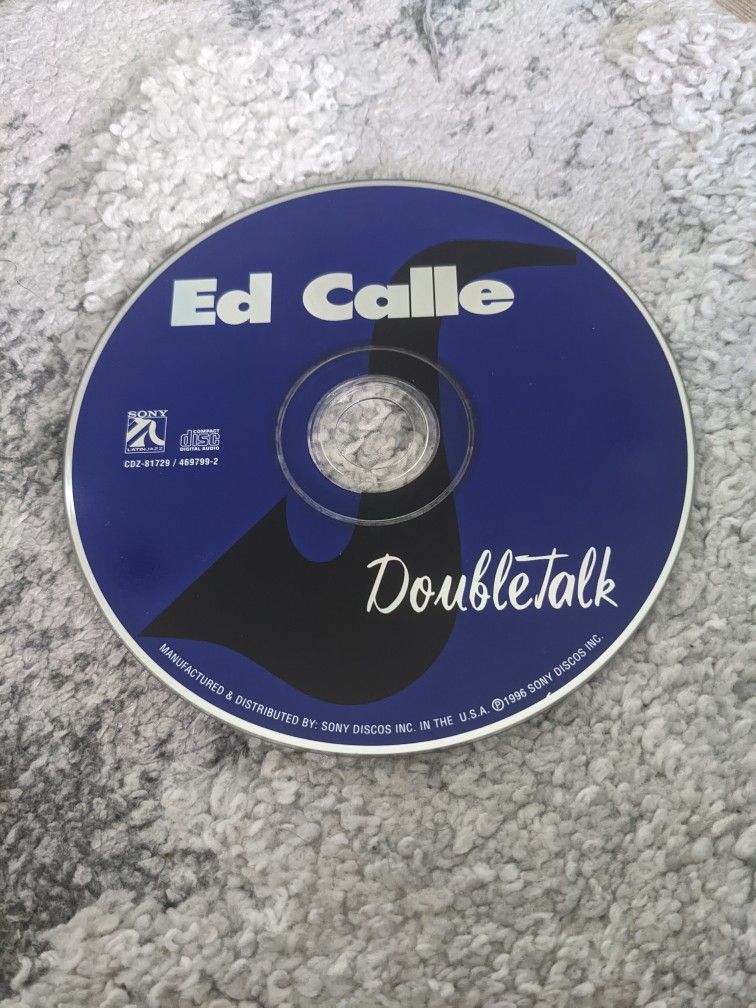 Ed Calle
SONY
LATIN JAZZ
COMPACT
disc
DIGITAL AUDIO
CDZ-81729 / 469799-2
DoubleTalk
MANUFACTURED & DISTRIBUTED BY: SONY DISCOS INC. IN THE U.S.A. ℗1996 SONY DISCOS INC.